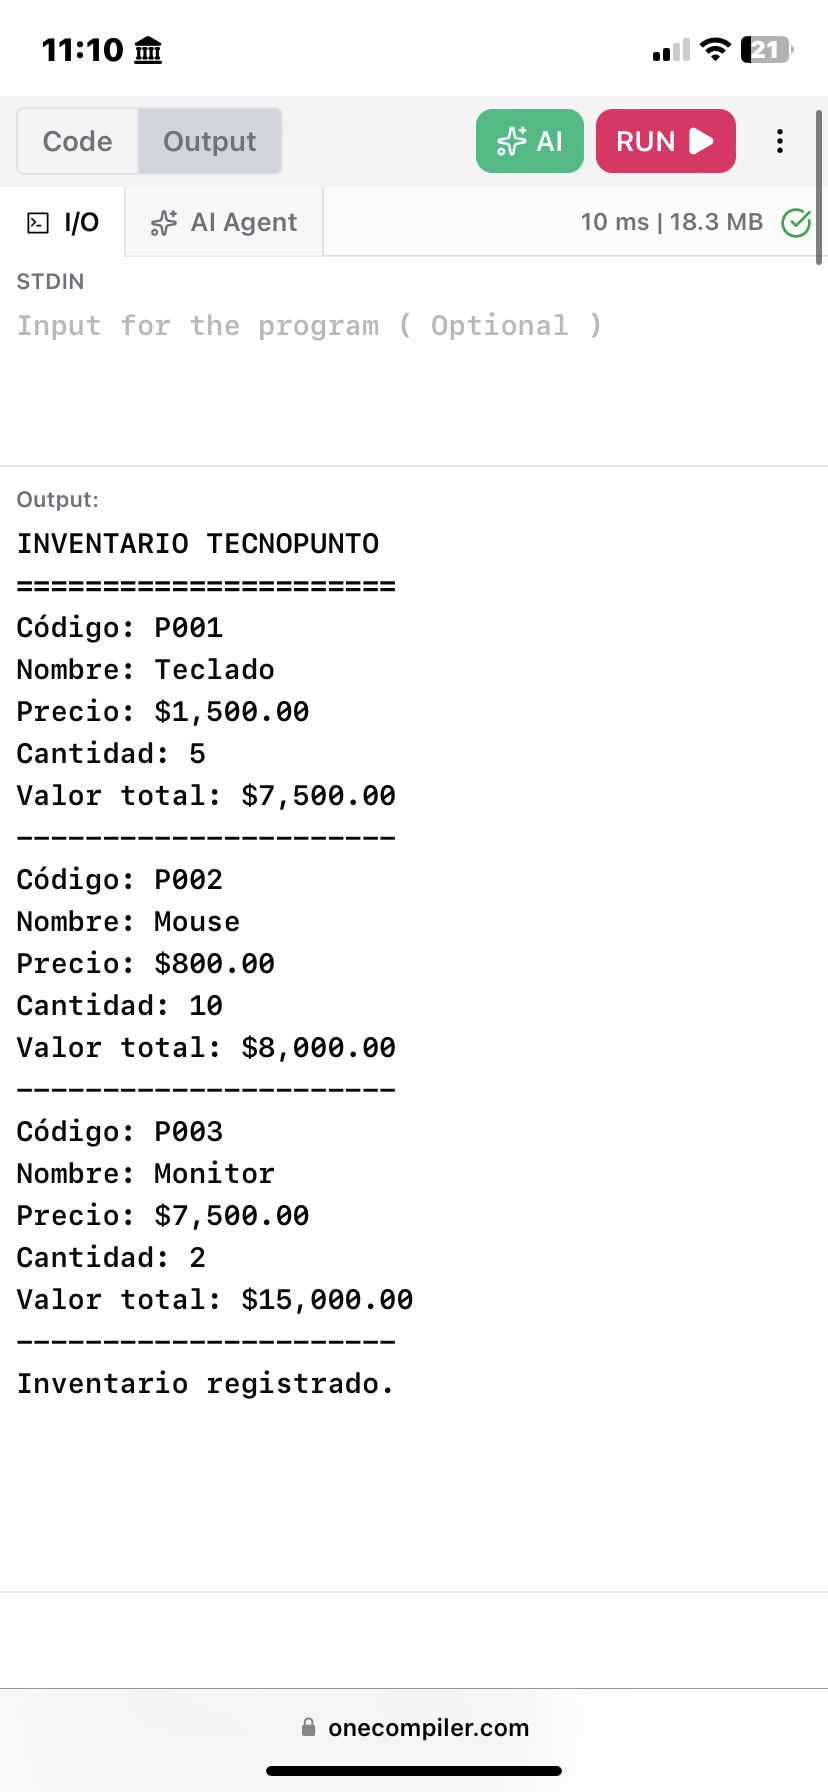 11:10
21
Code
Output
AI
RUN
I/O
AI Agent
10 ms | 18.3 MB
STDIN
Input for the program ( Optional )
Output:
INVENTARIO TECNOPUNTO
======================
Código: P001
Nombre: Teclado
Precio: $1,500.00
Cantidad: 5
Valor total: $7,500.00
----------------------
Código: P002
Nombre: Mouse
Precio: $800.00
Cantidad: 10
Valor total: $8,000.00
----------------------
Código: P003
Nombre: Monitor
Precio: $7,500.00
Cantidad: 2
Valor total: $15,000.00
----------------------
Inventario registrado.
onecompiler.com